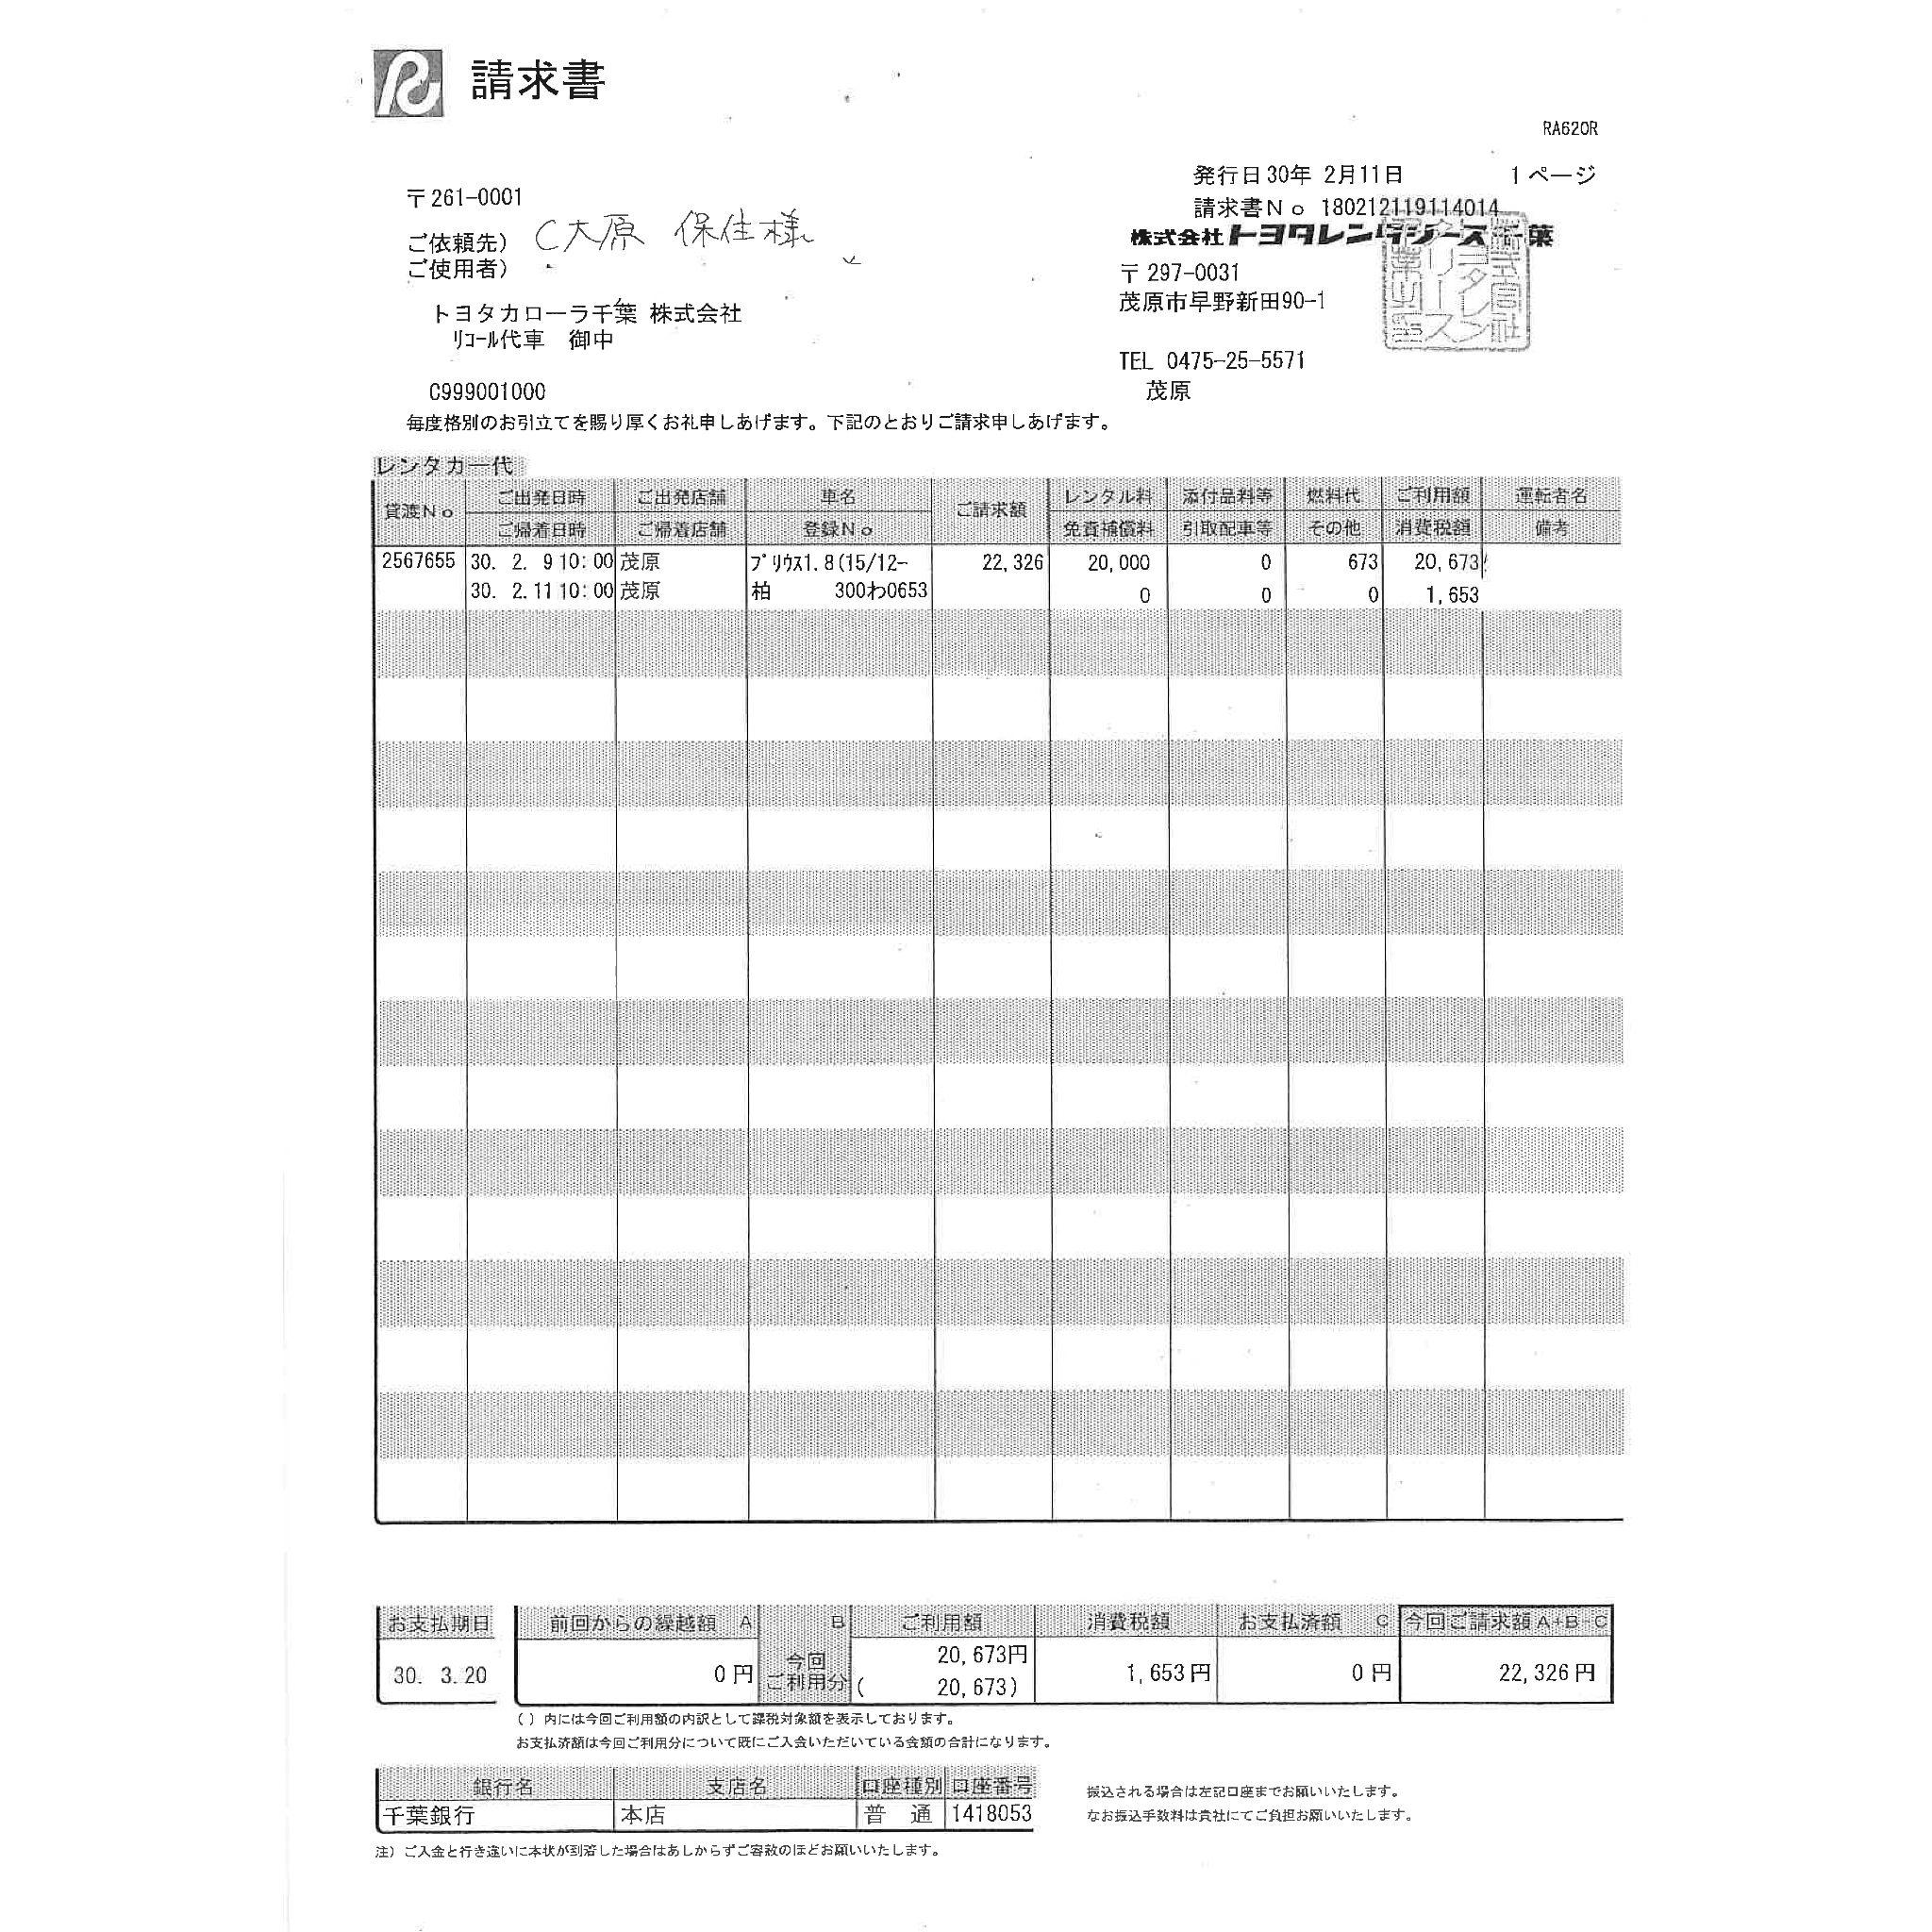 請求書
RA620R
発行日30年 2月11日 1ページ
〒261-0001
請求書No 180212119114014
ご依頼先) C大原 保住様
株式会社トヨタレンタリース千葉
ご使用者)
〒297-0031
茂原市早野新田90-1
トヨタカローラ千葉 株式会社
ﾘｺｰﾙ代車 御中
TEL 0475-25-5571
C999001000
茂原
毎度格別のお引立てを賜り厚くお礼申しあげます。下記のとおりご請求申しあげます。
レンタカー代
貸渡No ご出発日時 ご出発店舗 車名 ご請求額 レンタル料 添付品料等 燃料代 ご利用額 運転者名
ご帰着日時 ご帰着店舗 登録No 免責補償料 引取配車等 その他 消費税額 備考
2567655 30. 2. 9 10:00 茂原 ﾌﾟﾘｳｽ1.8(15/12- 22,326 20,000 0 673 20,673
30. 2.11 10:00 茂原 柏 300わ0653 0 0 0 1,653
お支払期日 前回からの繰越額 A B ご利用額 消費税額 お支払済額 C 今回ご請求額A+B-C
30. 3.20 0円 今回ご利用分 20,673円 1,653円 0円 22,326円
( 20,673)
( )内には今回ご利用額の内訳として課税対象額を表示しております。
お支払済額は今回ご利用分について既にご入金いただいている金額の合計になります。
銀行名 支店名 口座種別 口座番号
千葉銀行 本店 普 通 1418053
振込される場合は左記口座までお願いいたします。
なお振込手数料は貴社にてご負担お願いいたします。
注)ご入金と行き違いに本状が到着した場合はあしからずご容赦のほどお願いいたします。